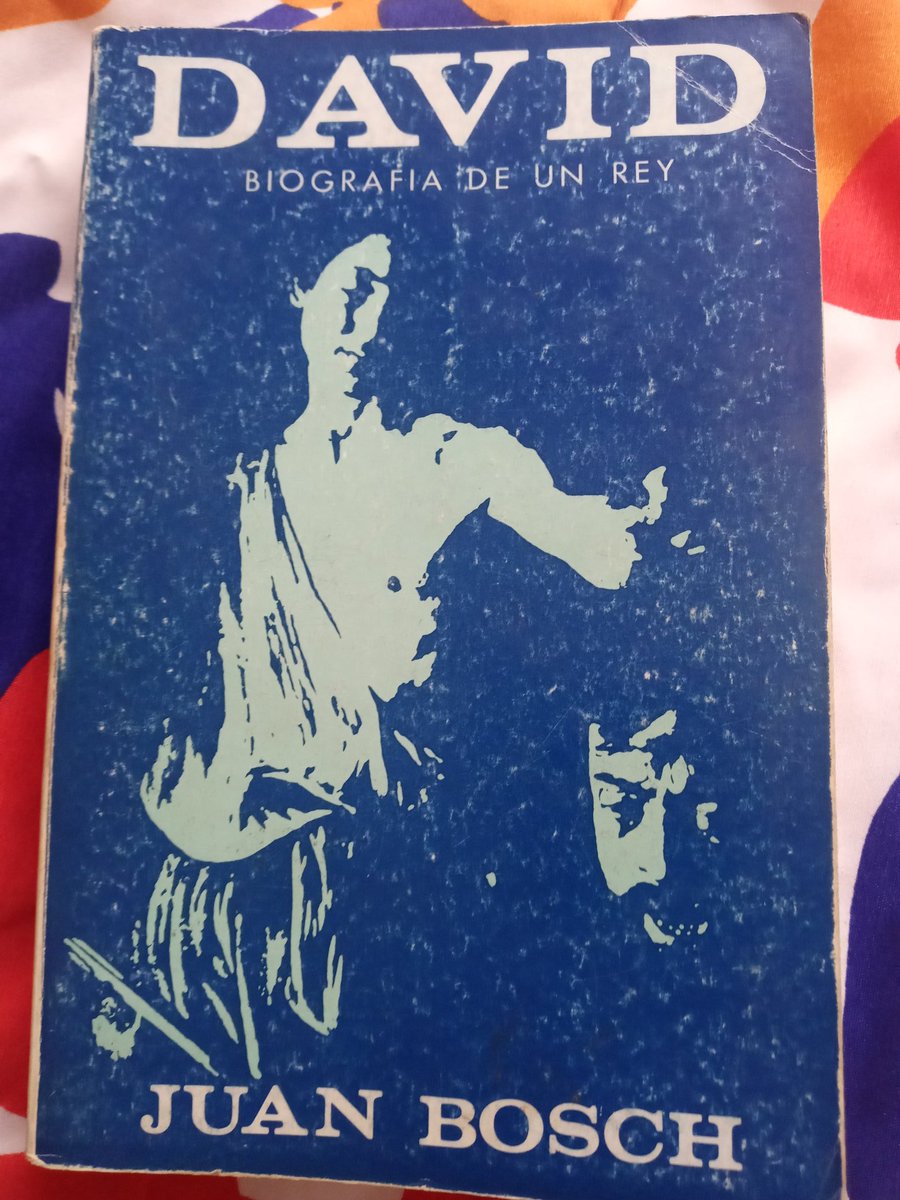 DAVID
BIOGRAFIA DE UN REY
JUAN BOSCH